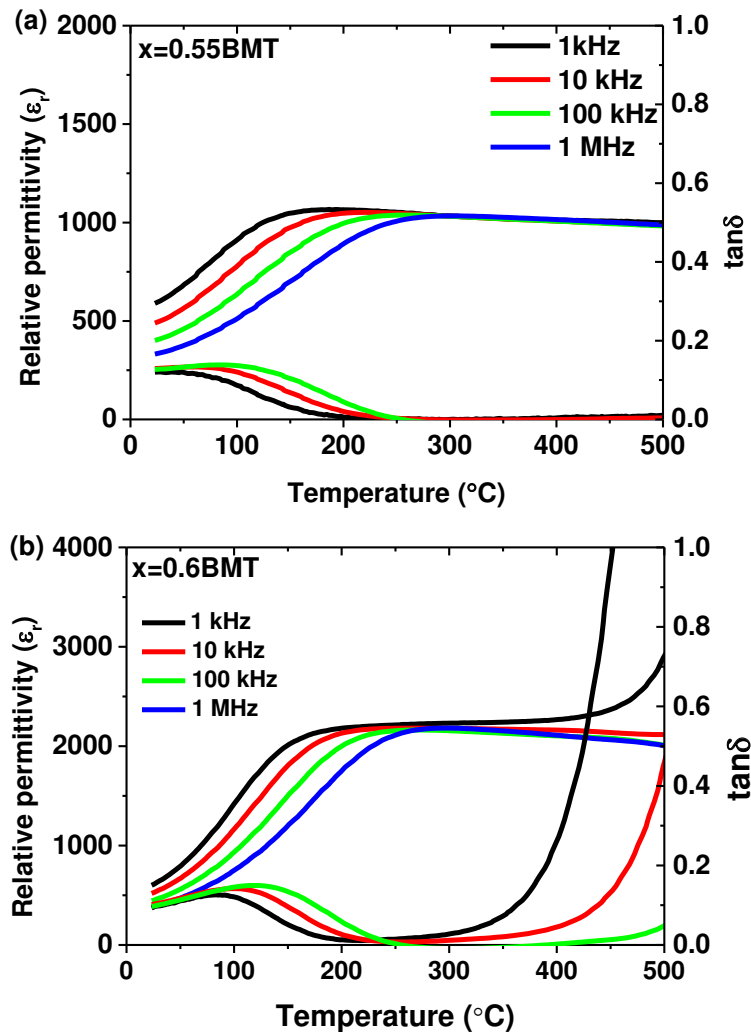 (a)
x=0.55BMT
1kHz
10 kHz
100 kHz
1 MHz
2000
1500
1000
500
0
1.0
0.8
0.6
0.4
0.2
0.0
0 100 200 300 400 500
Relative permittivity (εr)
tanδ
Temperature (°C)
(b)
x=0.6BMT
1 kHz
10 kHz
100 kHz
1 MHz
4000
3000
2000
1000
0
1.0
0.8
0.6
0.4
0.2
0.0
0 100 200 300 400 500
Relative permittivity (εr)
tanδ
Temperature (°C)